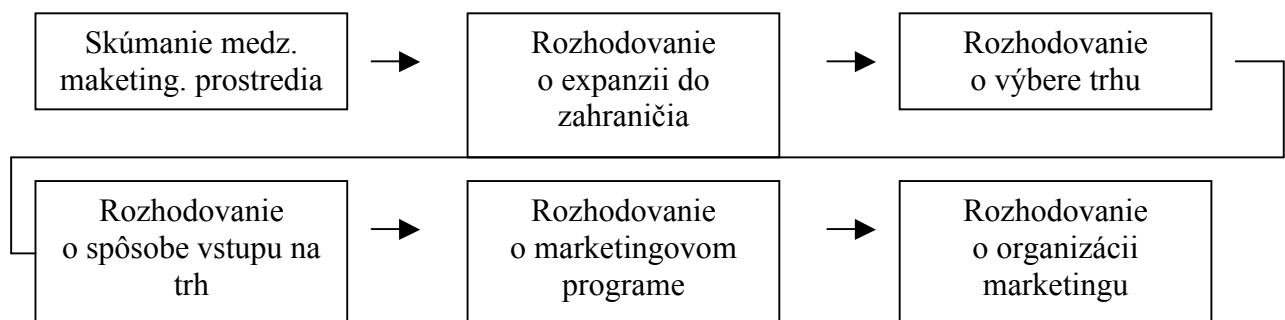 Skúmanie medz.
maketing. prostredia
Rozhodovanie
o expanzii do
zahraničia
Rozhodovanie
o výbere trhu
Rozhodovanie
o spôsobe vstupu na
trh
Rozhodovanie
o marketingovom
programe
Rozhodovanie
o organizácii
marketingu